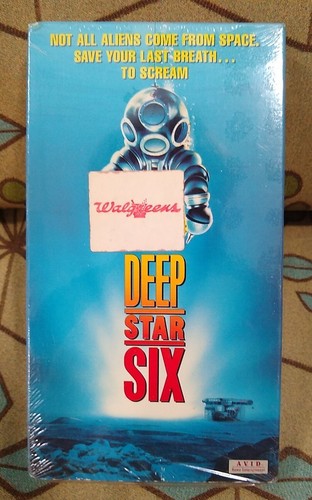 NOT ALL ALIENS COME FROM SPACE.
SAVE YOUR LAST BREATH...
TO SCREAM
Walgreens
DEEP
STAR
SIX
AVID